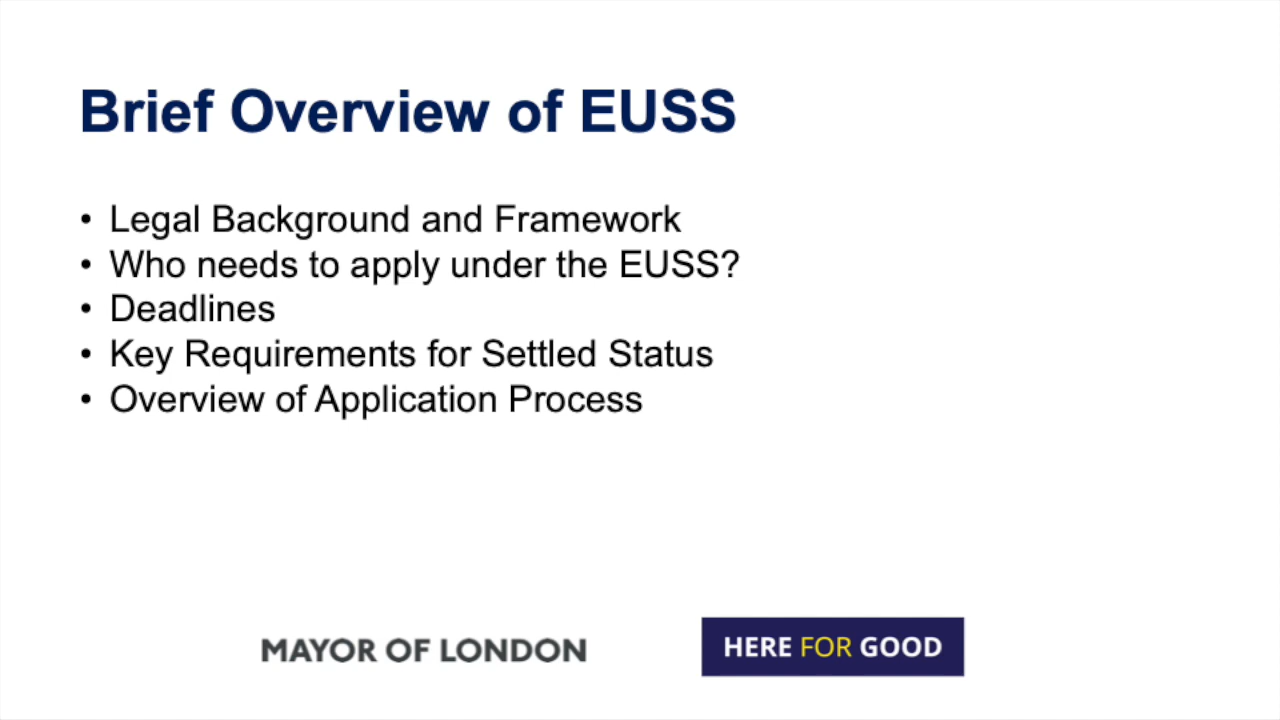 Brief Overview of EUSS
• Legal Background and Framework
• Who needs to apply under the EUSS?
• Deadlines
• Key Requirements for Settled Status
• Overview of Application Process
MAYOR OF LONDON
HERE FOR GOOD